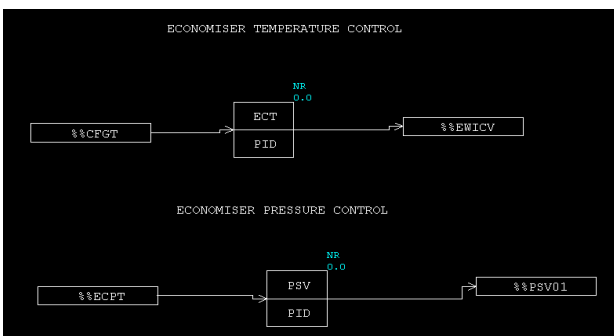 ECONOMISER TEMPERATURE CONTROL
NR
0.0
ECT
%%CFGT
%%EWICV
PID
ECONOMISER PRESSURE CONTROL
NR
0.0
PSV
%%PSV01
%%ECPT
PID